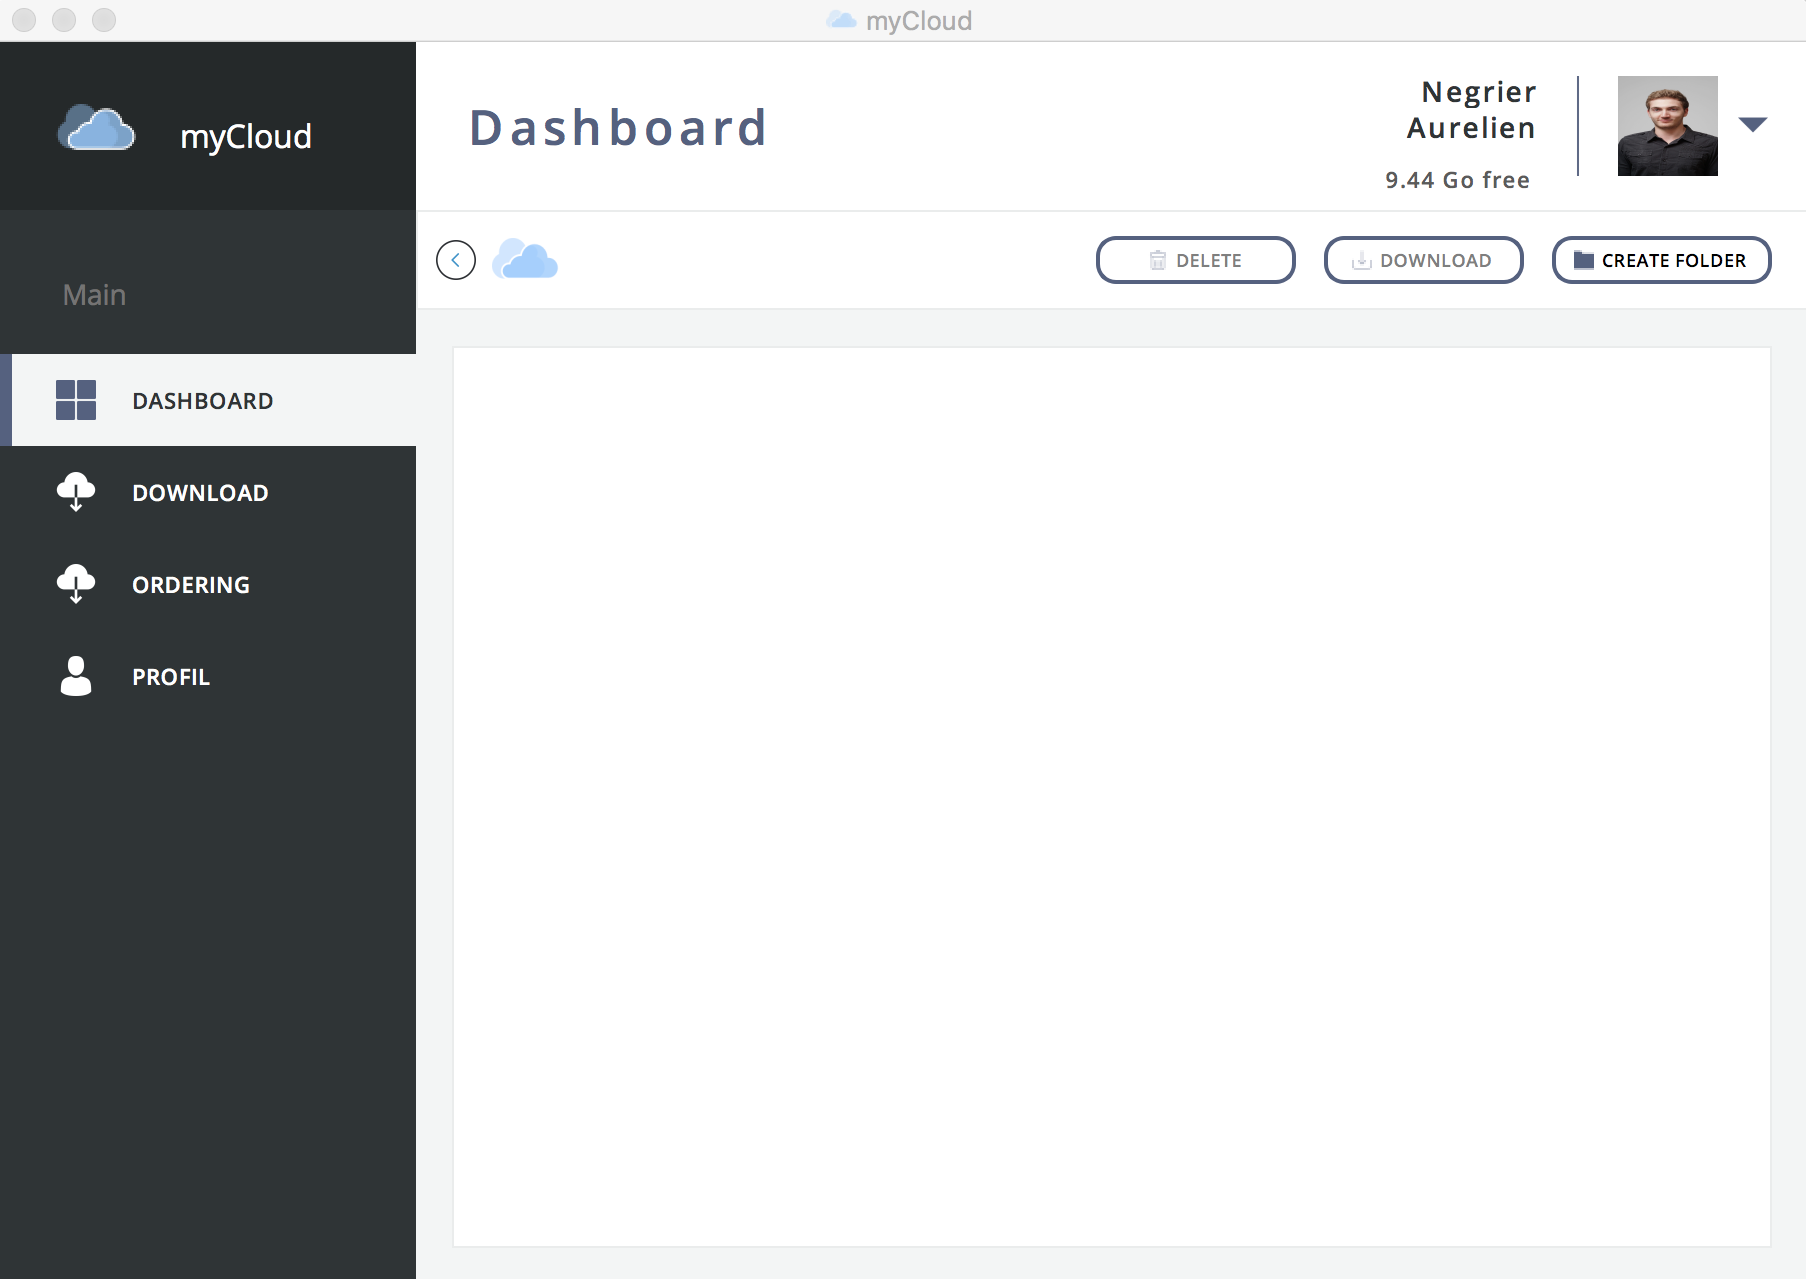 myCloud
myCloud
Dashboard
Negrier
Aurelien
9.44 Go free
DELETE
DOWNLOAD
CREATE FOLDER
Main
DASHBOARD
DOWNLOAD
ORDERING
PROFIL